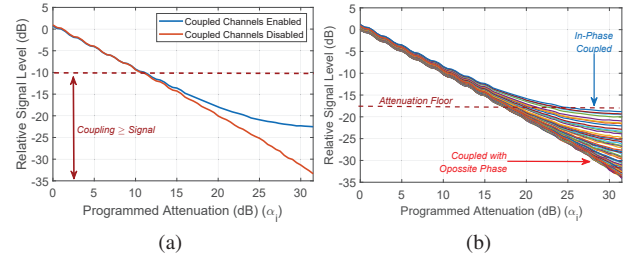 Coupled Channels Enabled
Coupled Channels Disabled
5
0
-5
-10
-15
-20
-25
-30
-35
Relative Signal Level (dB)
Coupling ≥ Signal
0 5 10 15 20 25 30
Programmed Attenuation (dB) (αi)
(a)
5
0
-5
-10
-15
-20
-25
-30
-35
Relative Signal Level (dB)
In-Phase
Coupled
Attenuation Floor
Coupled with
Opossite Phase
0 5 10 15 20 25 30
Programmed Attenuation (dB) (αi)
(b)